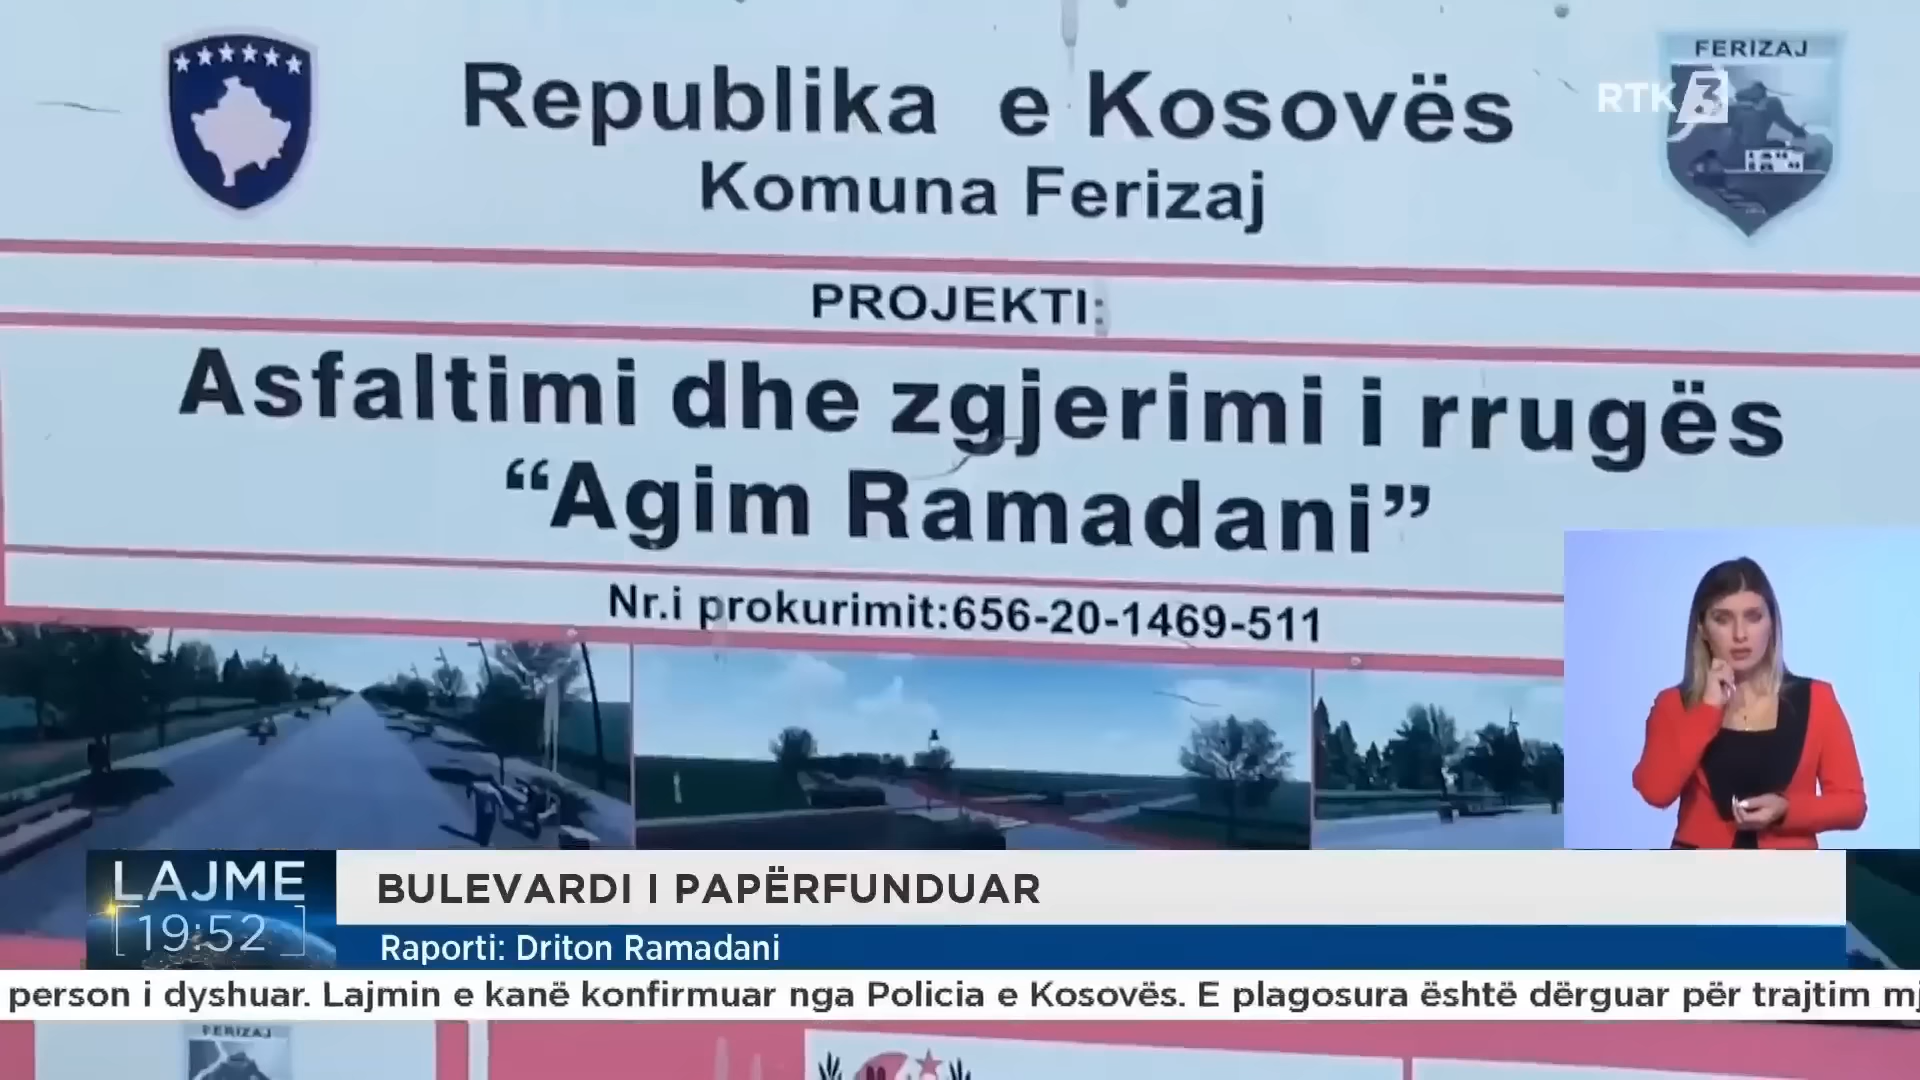 FERIZAJ
RTK 3
Republika e Kosovës
Komuna Ferizaj
PROJEKTI:
Asfaltimi dhe zgjerimi i rrugës
“Agim Ramadani”
Nr.i prokurimit:656-20-1469-511
LAJME
19:52
BULEVARDI I PAPËRFUNDUAR
Raporti: Driton Ramadani
person i dyshuar. Lajmin e kanë konfirmuar nga Policia e Kosovës. E plagosura është dërguar për trajtim
FERIZAJ